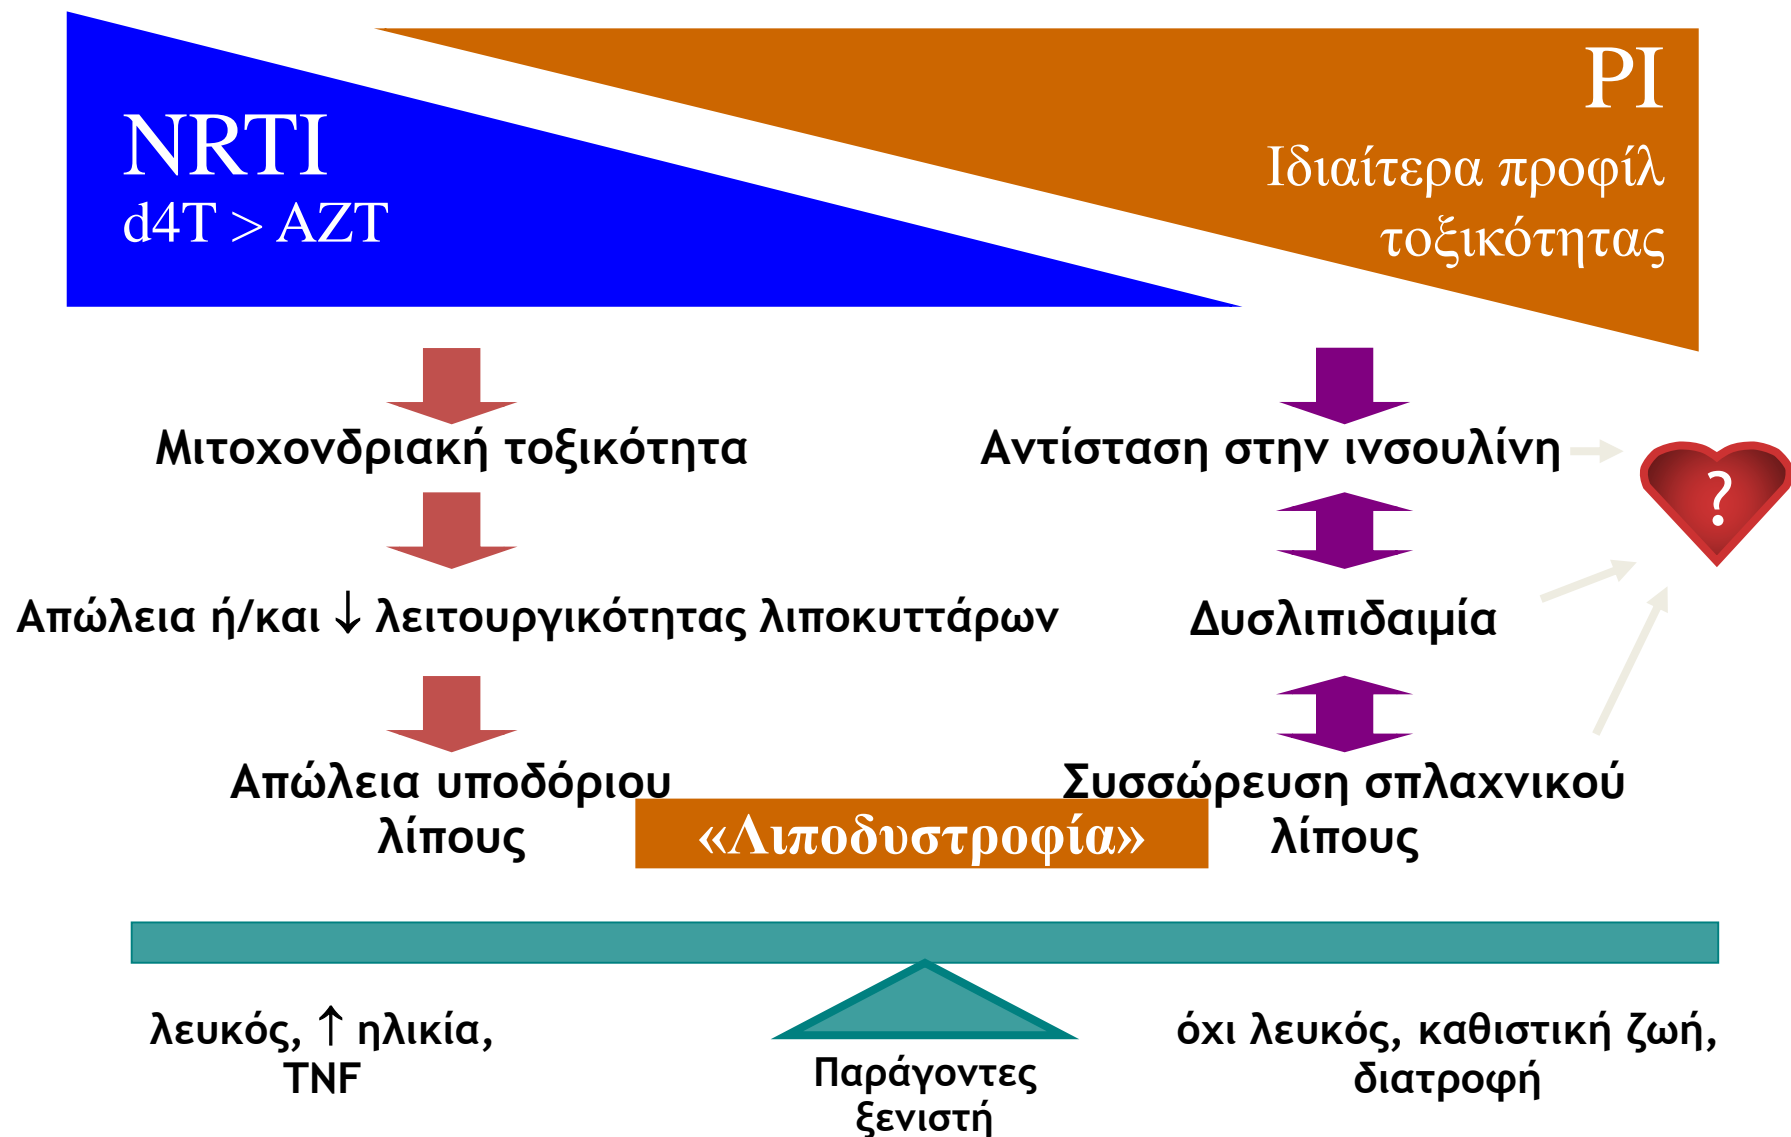 NRTI
d4T > AZT
PI
Ιδιαίτερα προφίλ
τοξικότητας
Μιτοχονδριακή τοξικότητα
Αντίσταση στην ινσουλίνη
?
Απώλεια ή/και ↓ λειτουργικότητας λιποκυττάρων
Δυσλιπιδαιμία
Απώλεια υποδόριου
λίπους
Συσσώρευση σπλαχνικού
λίπους
«Λιποδυστροφία»
λευκός, ↑ ηλικία,
TNF
Παράγοντες
ξενιστή
όχι λευκός, καθιστική ζωή,
διατροφή